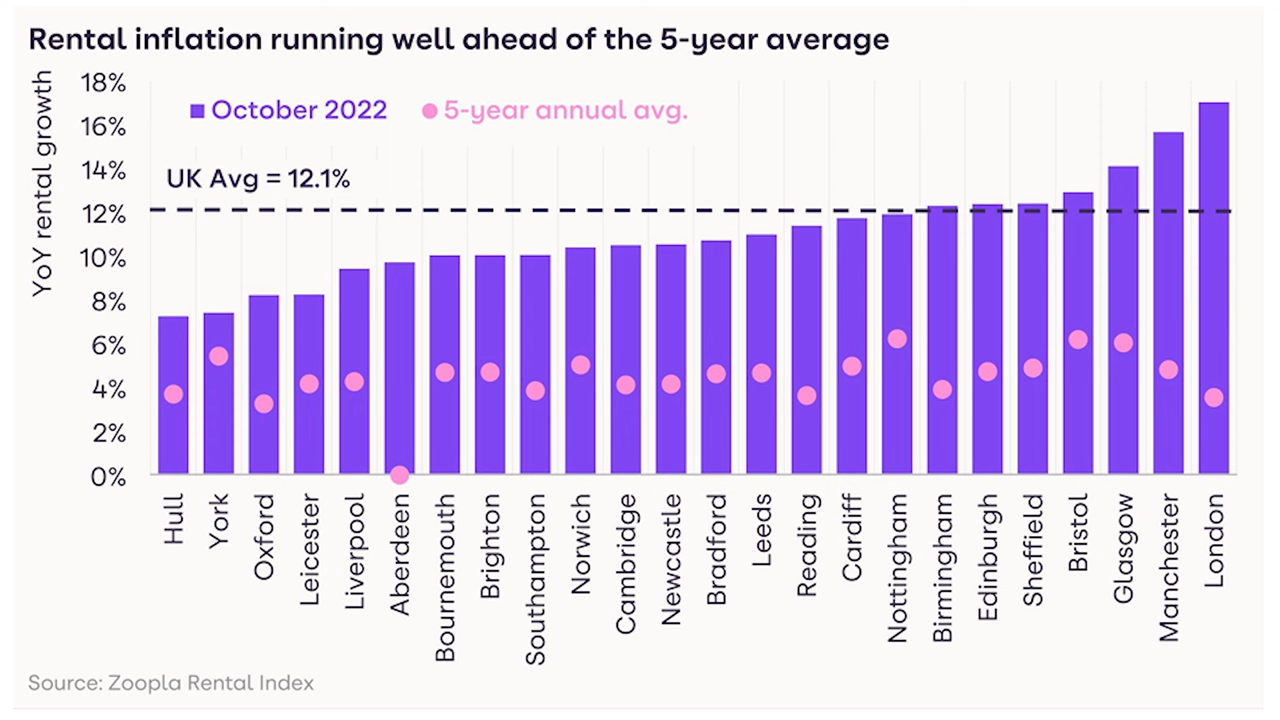 Rental inflation running well ahead of the 5-year average
YoY rental growth
18%
16%
14%
12%
10%
8%
6%
4%
2%
0%
October 2022
5-year annual avg.
UK Avg = 12.1%
Hull
York
Oxford
Leicester
Liverpool
Aberdeen
Bournemouth
Brighton
Southampton
Norwich
Cambridge
Newcastle
Bradford
Leeds
Reading
Cardiff
Nottingham
Birmingham
Edinburgh
Sheffield
Bristol
Glasgow
Manchester
London
Source: Zoopla Rental Index